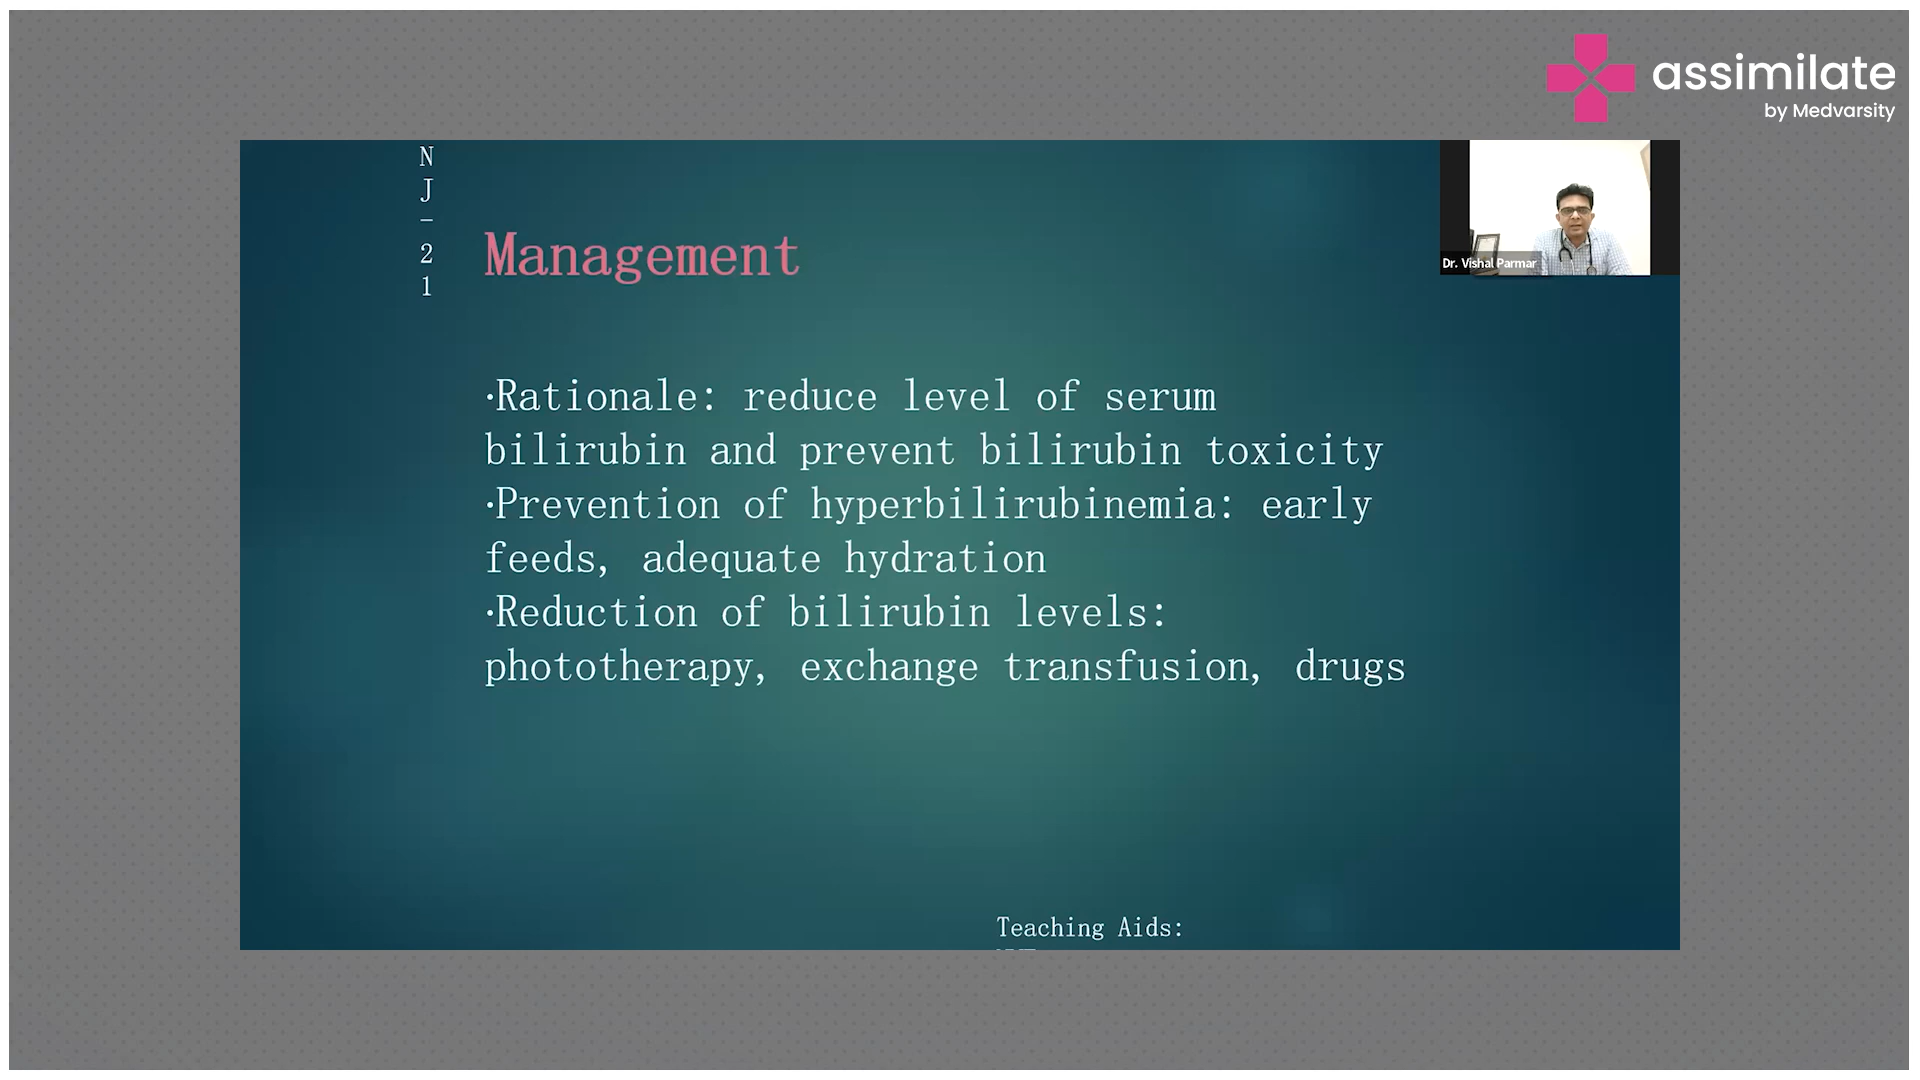 assimilate
by Medvarsity
N
J
-
2
1
Management
Dr. Vishal Parmar
·Rationale: reduce level of serum
bilirubin and prevent bilirubin toxicity
·Prevention of hyperbilirubinemia: early
feeds, adequate hydration
·Reduction of bilirubin levels:
phototherapy, exchange transfusion, drugs
Teaching Aids: